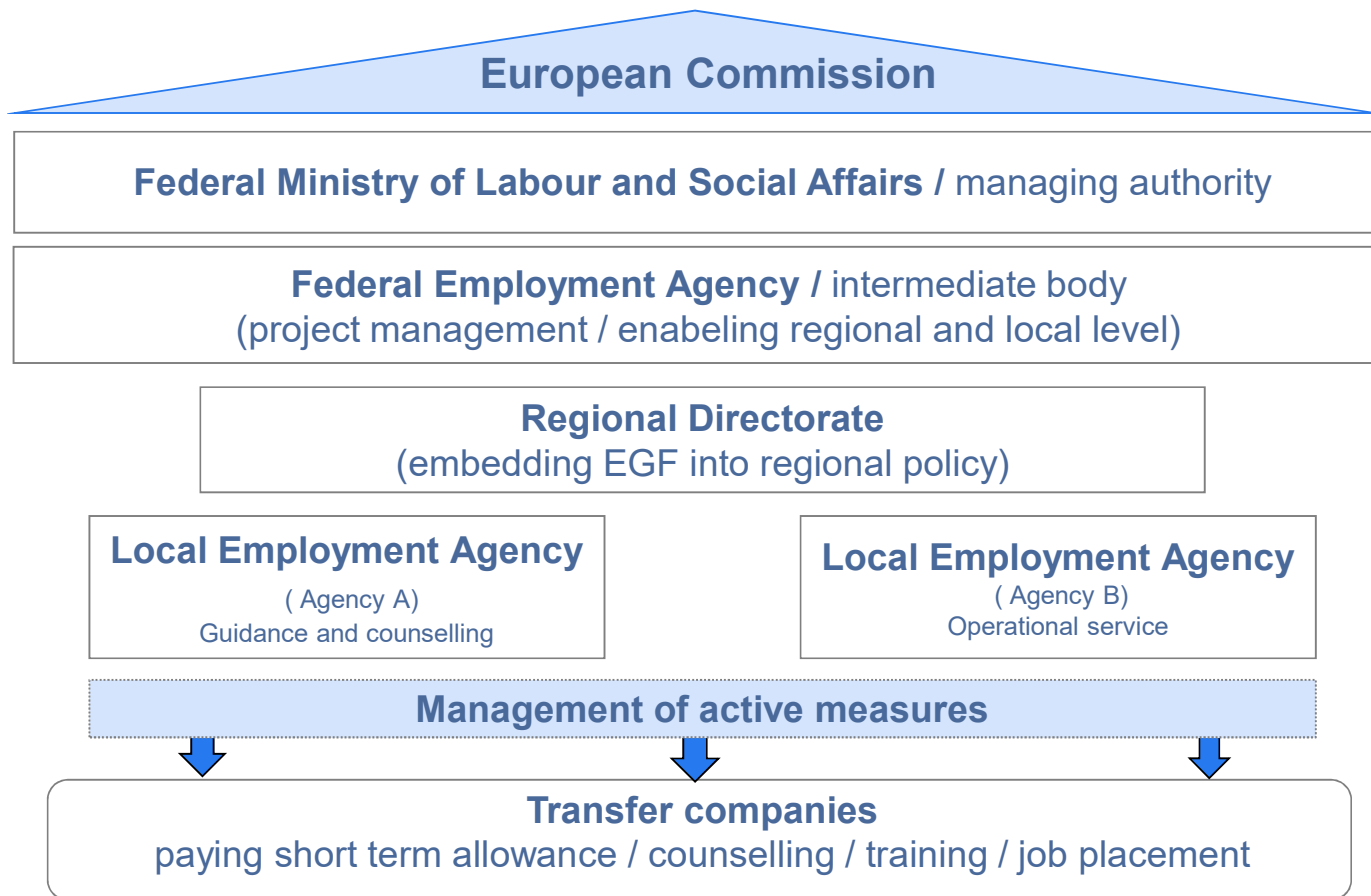 European Commission
Federal Ministry of Labour and Social Affairs / managing authority
Federal Employment Agency / intermediate body
(project management / enabeling regional and local level)
Regional Directorate
(embedding EGF into regional policy)
Local Employment Agency
( Agency A)
Guidance and counselling
Local Employment Agency
( Agency B)
Operational service
Management of active measures
Transfer companies
paying short term allowance / counselling / training / job placement